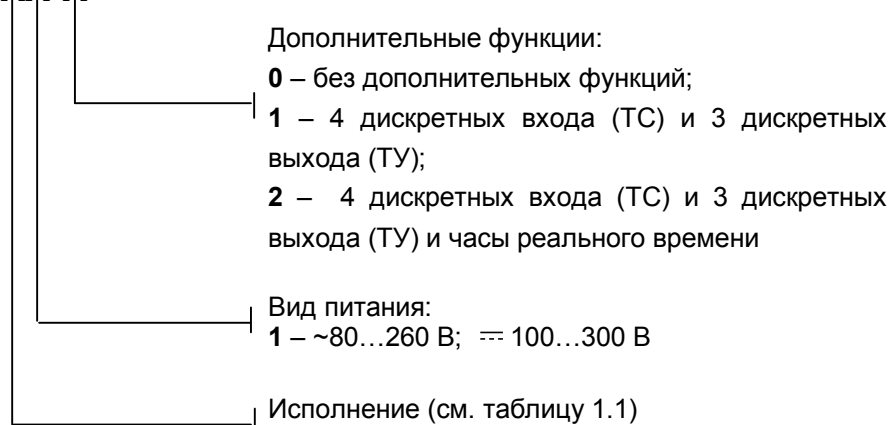 Дополнительные функции:
0 – без дополнительных функций;
1 – 4 дискретных входа (ТС) и 3 дискретных
выхода (ТУ);
2 – 4 дискретных входа (ТС) и 3 дискретных
выхода (ТУ) и часы реального времени
Вид питания:
1 – ~80…260 В; ⎓ 100…300 В
Исполнение (см. таблицу 1.1)